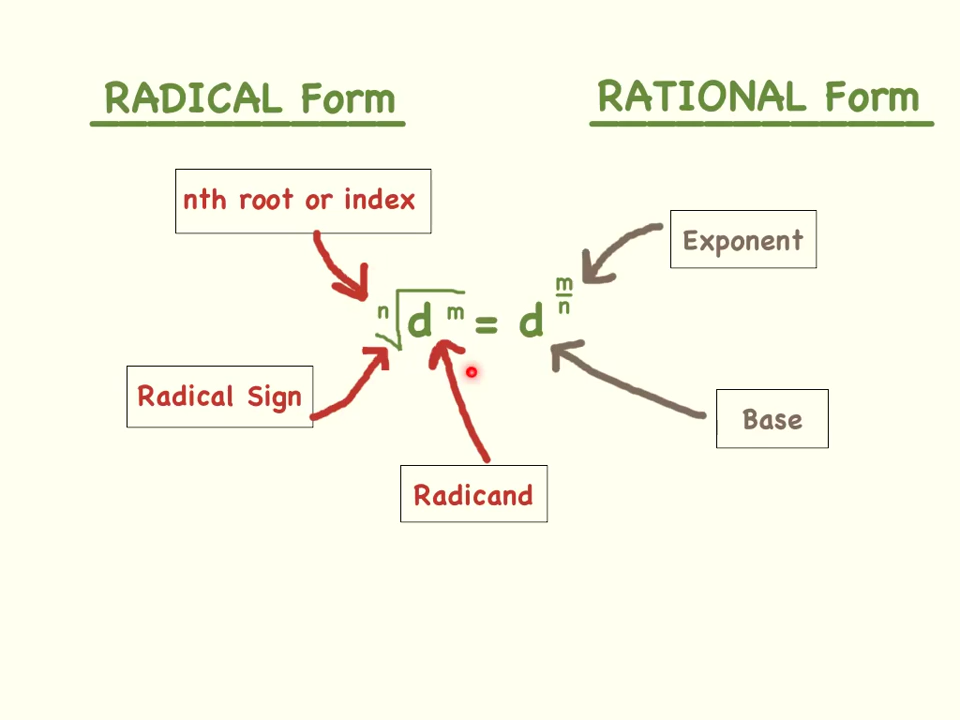 RADICAL Form
RATIONAL Form
nth root or index
Exponent
n√d m = d m/n
Radical Sign
Base
Radicand